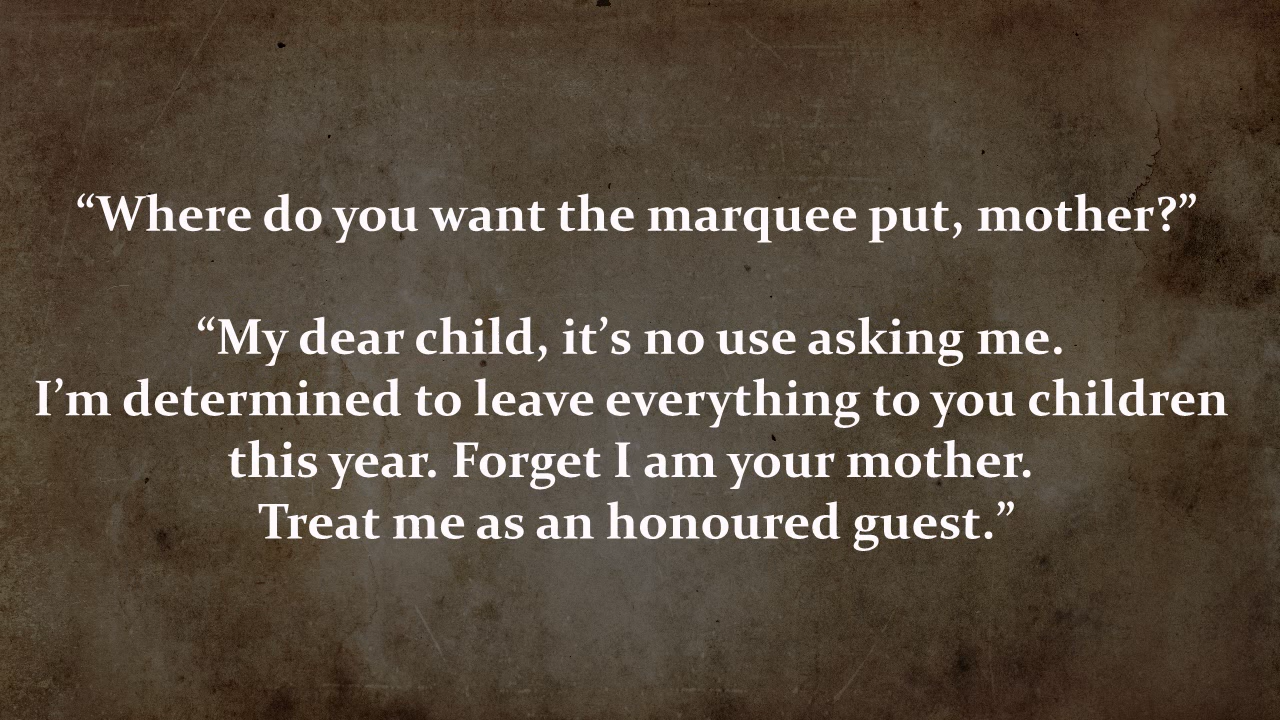 “Where do you want the marquee put, mother?”
“My dear child, it’s no use asking me.
I’m determined to leave everything to you children
this year. Forget I am your mother.
Treat me as an honoured guest.”